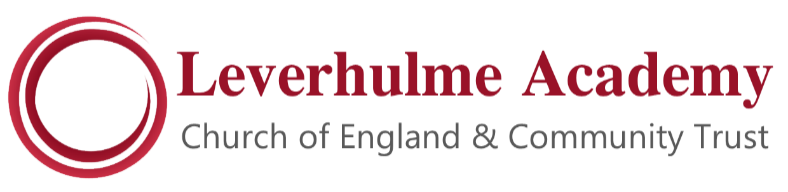 Leverhulme Academy
Church of England & Community Trust